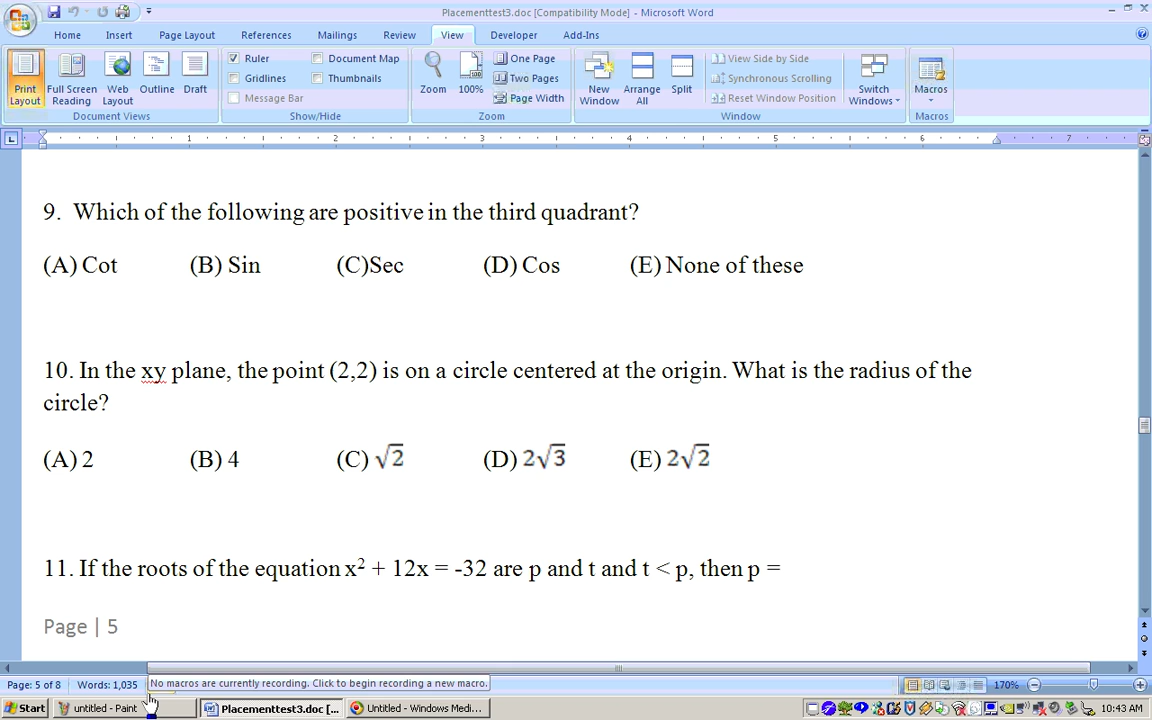 Placementtest3.doc [Compatibility Mode] - Microsoft Word
Home Insert Page Layout References Mailings Review View Developer Add-Ins
Print Layout Full Screen Reading Web Layout Outline Draft
Document Views
Ruler Document Map
Gridlines Thumbnails
Message Bar
Show/Hide
Zoom 100% One Page
Two Pages
Page Width
Zoom
New Window Arrange All Split
View Side by Side
Synchronous Scrolling
Reset Window Position
Switch Windows
Window
Macros
Macros
1 2 3 4 5 6 7
9. Which of the following are positive in the third quadrant?
(A) Cot (B) Sin (C)Sec (D) Cos (E) None of these
10. In the xy plane, the point (2,2) is on a circle centered at the origin. What is the radius of the
circle?
(A) 2 (B) 4 (C) √2 (D) 2√3 (E) 2√2
11. If the roots of the equation x² + 12x = -32 are p and t and t < p, then p =
Page | 5
No macros are currently recording. Click to begin recording a new macro.
Page: 5 of 8 Words: 1,035 170%
Start untitled - Paint Placementtest3.doc [... Untitled - Windows Medi... 10:43 AM